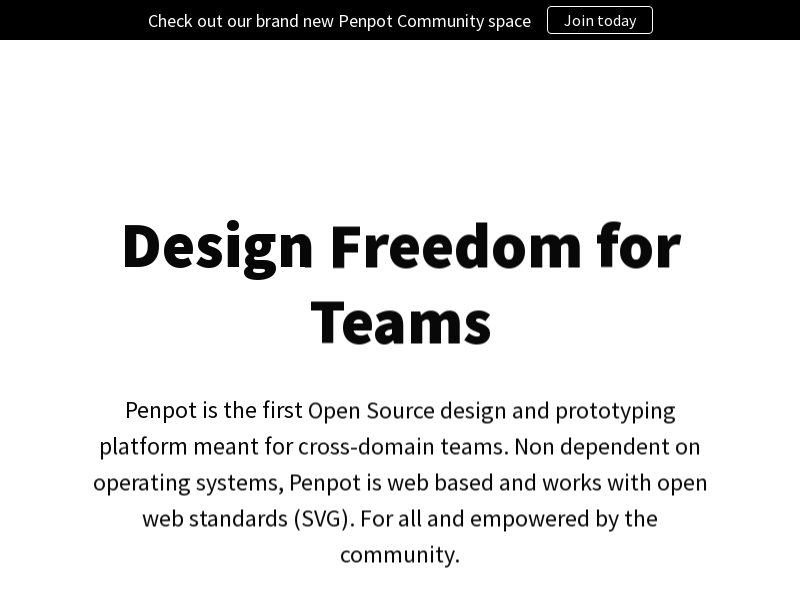 Check out our brand new Penpot Community space
Join today
Design Freedom for
Teams
Penpot is the first Open Source design and prototyping
platform meant for cross-domain teams. Non dependent on
operating systems, Penpot is web based and works with open
web standards (SVG). For all and empowered by the
community.